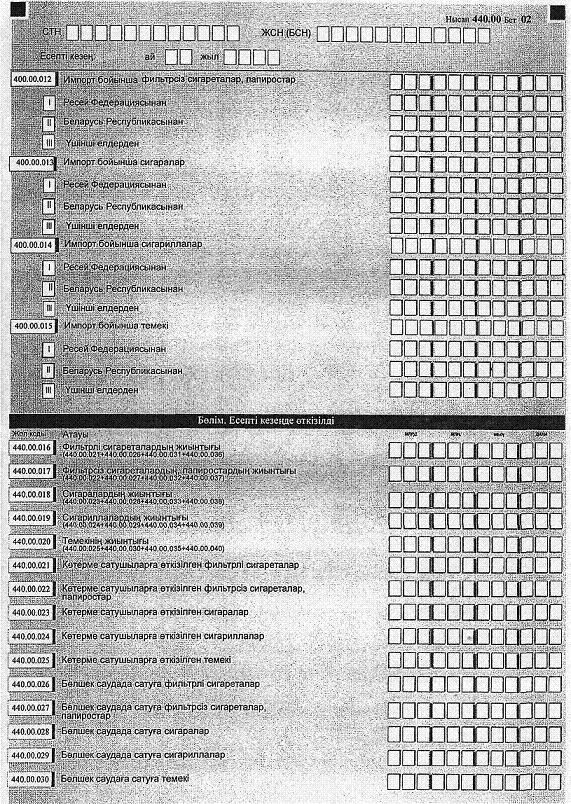 Нысан 440.00 Бет 02
СТН ЖСН (БСН)
Есепті кезең: ай жыл
400.00.012 Импорт бойынша фильтрсіз сигареталар, папиростар
I Ресей Федерациясынан
II Беларусь Республикасынан
III Үшінші елдерден
400.00.013 Импорт бойынша сигаралар
I Ресей Федерациясынан
II Беларусь Республикасынан
III Үшінші елдерден
400.00.014 Импорт бойынша сигариллалар
I Ресей Федерациясынан
II Беларусь Республикасынан
III Үшінші елдерден
400.00.015 Импорт бойынша темекі
I Ресей Федерациясынан
II Беларусь Республикасынан
III Үшінші елдерден
Бөлім. Есепті кезеңде өткізілді
Жол коды Атауы
440.00.016 Фильтрлі сигареталардың жиынтығы
(440.00.021+440.00.026+440.00.031+440.00.036)
440.00.017 Фильтрсіз сигареталардың, папиростардың жиынтығы
(440.00.022+440.00.027+440.00.032+440.00.037)
440.00.018 Сигаралардың жиынтығы
(440.00.023+440.00.028+440.00.033+440.00.038)
440.00.019 Сигариллалардың жиынтығы
(440.00.024+440.00.029+440.00.034+440.00.039)
440.00.020 Темекінің жиынтығы
(440.00.025+440.00.030+440.00.035+440.00.040)
440.00.021 Көтерме сатушыларға өткізілген фильтрлі сигареталар
440.00.022 Көтерме сатушыларға өткізілген фильтрсіз сигареталар,
папиростар
440.00.023 Көтерме сатушыларға өткізілген сигаралар
440.00.024 Көтерме сатушыларға өткізілген сигариллалар
440.00.025 Көтерме сатушыларға өткізілген темекі
440.00.026 Бөлшек саудада сатуға фильтрлі сигареталар
440.00.027 Бөлшек саудада сатуға фильтрсіз сигареталар,
папиростар
440.00.028 Бөлшек саудада сатуға сигаралар
440.00.029 Бөлшек саудада сатуға сигариллалар
440.00.030 Бөлшек саудаға сатуға темекі